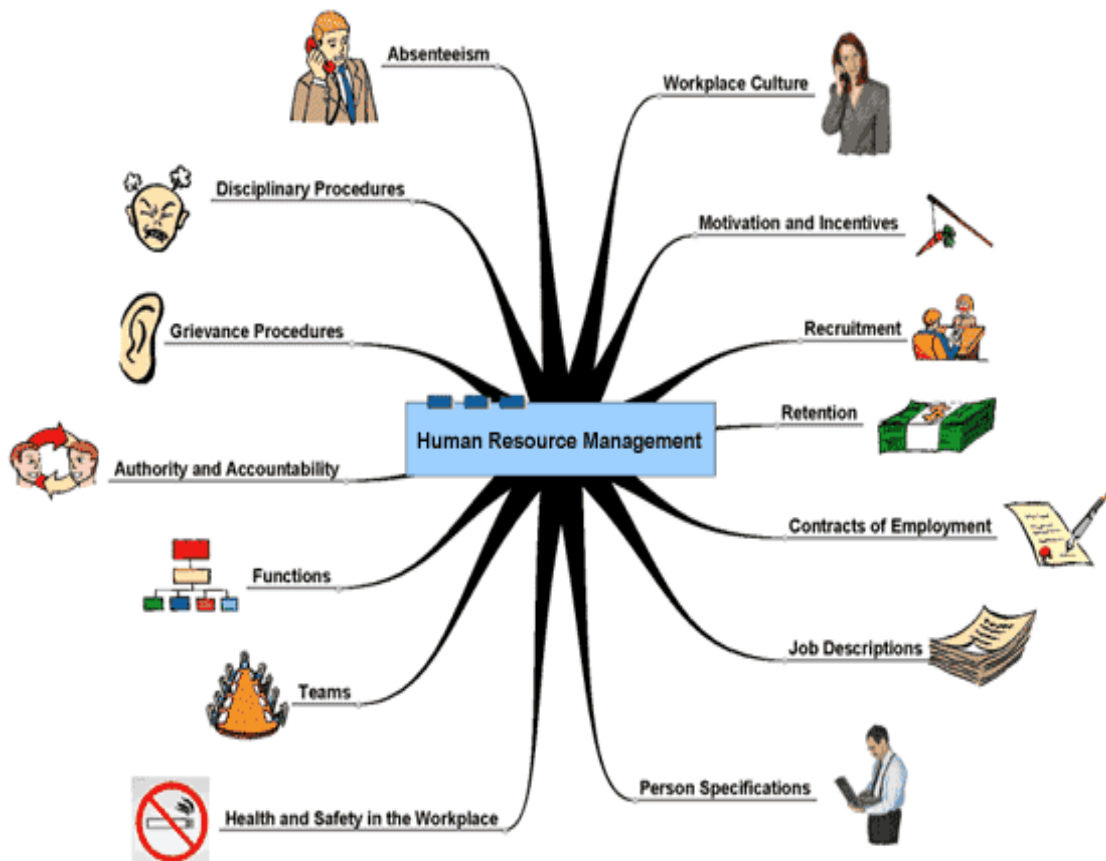 Absenteeism
Workplace Culture
Disciplinary Procedures
Motivation and Incentives
Grievance Procedures
Recruitment
Retention
Human Resource Management
Authority and Accountability
Contracts of Employment
Functions
Job Descriptions
Teams
Person Specifications
Health and Safety in the Workplace